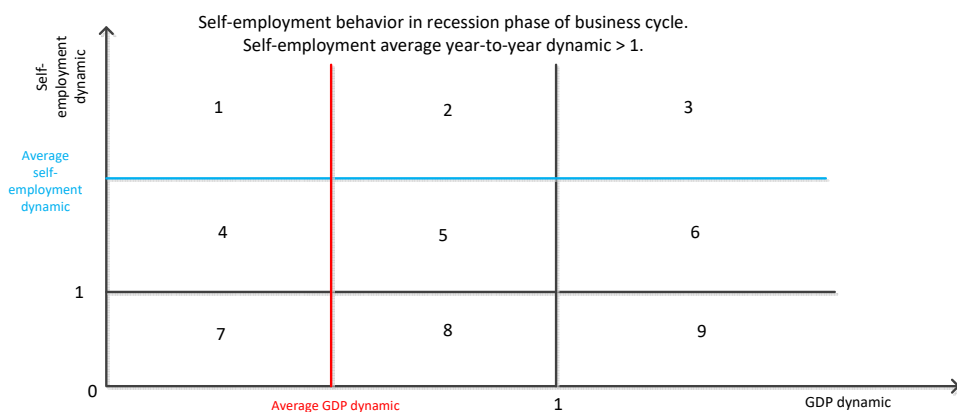 Self-employment behavior in recession phase of business cycle.
Self-employment average year-to-year dynamic > 1.
Self-
employment
dynamic
1
2
3
Average
self-
employment
dynamic
4
5
6
1
7
8
9
0
Average GDP dynamic
1
GDP dynamic